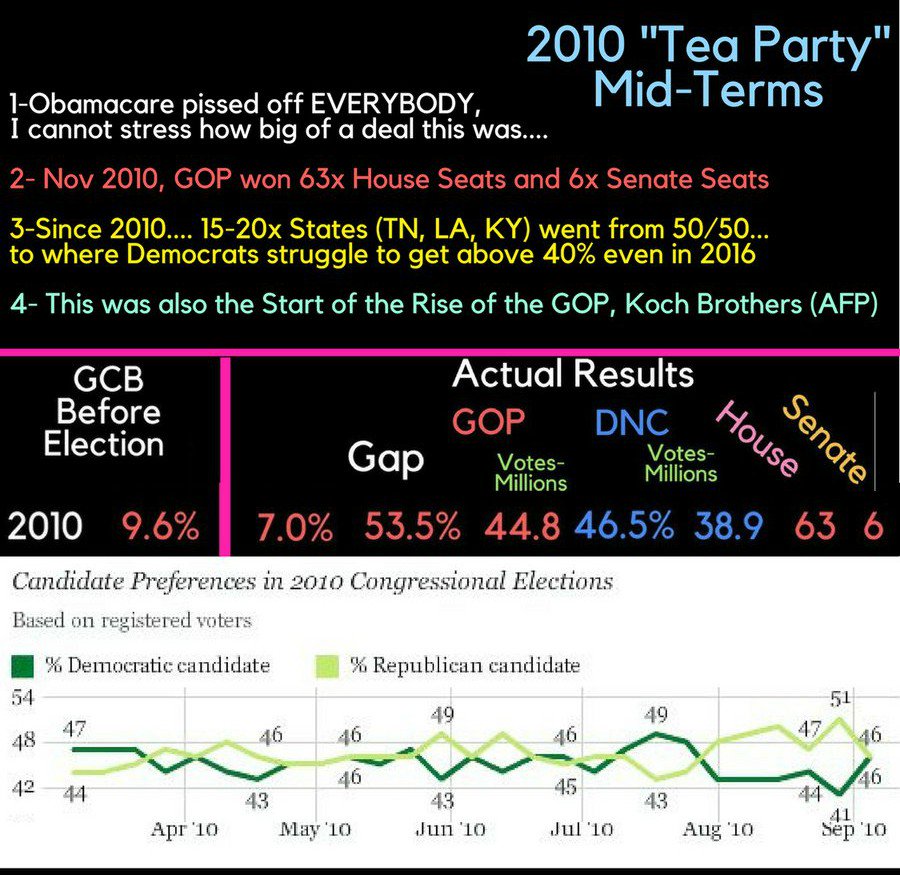 2010 "Tea Party"
Mid-Terms
1-Obamacare pissed off EVERYBODY,
I cannot stress how big of a deal this was....
2- Nov 2010, GOP won 63x House Seats and 6x Senate Seats
3-Since 2010.... 15-20x States (TN, LA, KY) went from 50/50...
to where Democrats struggle to get above 40% even in 2016
4- This was also the Start of the Rise of the GOP, Koch Brothers (AFP)
GCB
Before
Election
Actual Results
Gap
GOP
Votes-
Millions
DNC
Votes-
Millions
House
Senate
2010 9.6% 7.0% 53.5% 44.8 46.5% 38.9 63 6
Candidate Preferences in 2010 Congressional Elections
Based on registered voters
% Democratic candidate % Republican candidate
54
48
42
47
44
46
43
46
46
49
43
46
45
49
43
47
44
51
41
46
46
Apr '10 May '10 Jun '10 Jul '10 Aug '10 Sep '10